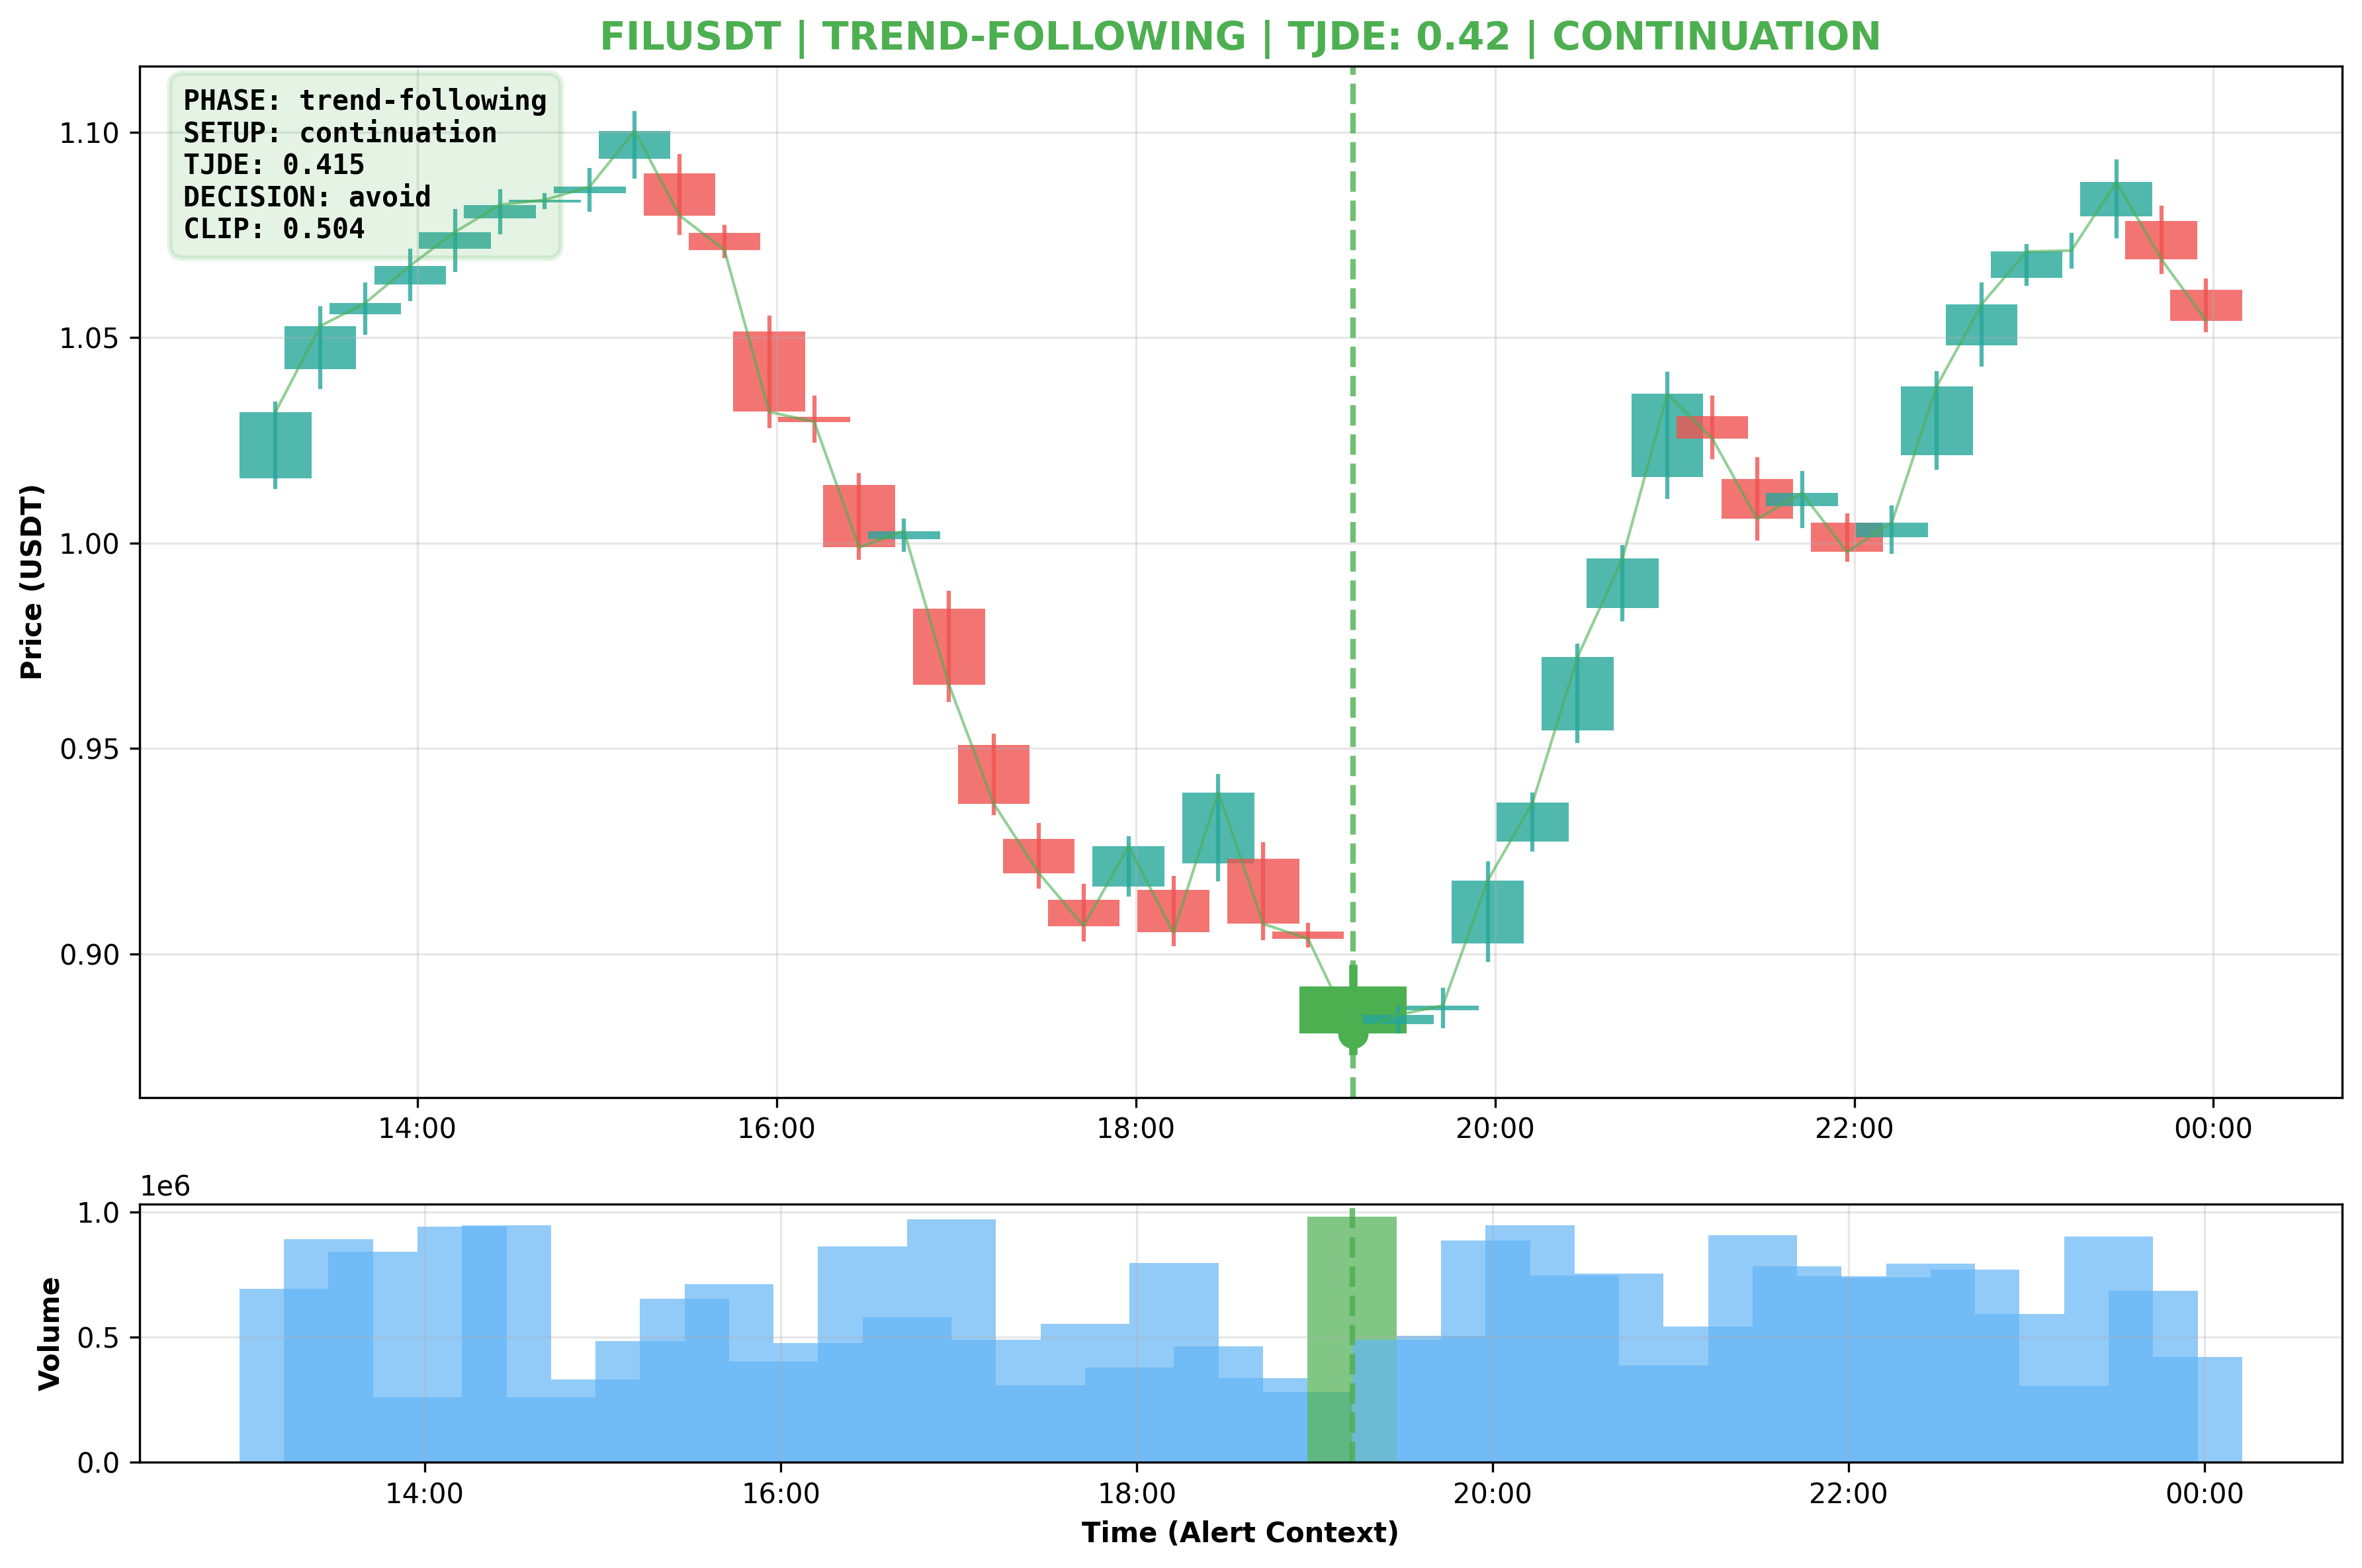 FILUSDT | TREND-FOLLOWING | TJDE: 0.42 | CONTINUATION
PHASE: trend-following
SETUP: continuation
TJDE: 0.415
DECISION: avoid
CLIP: 0.504
Price (USDT)
1.10
1.05
1.00
0.95
0.90
14:00 16:00 18:00 20:00 22:00 00:00
1e6
Volume
1.0
0.5
0.0
14:00 16:00 18:00 20:00 22:00 00:00
Time (Alert Context)